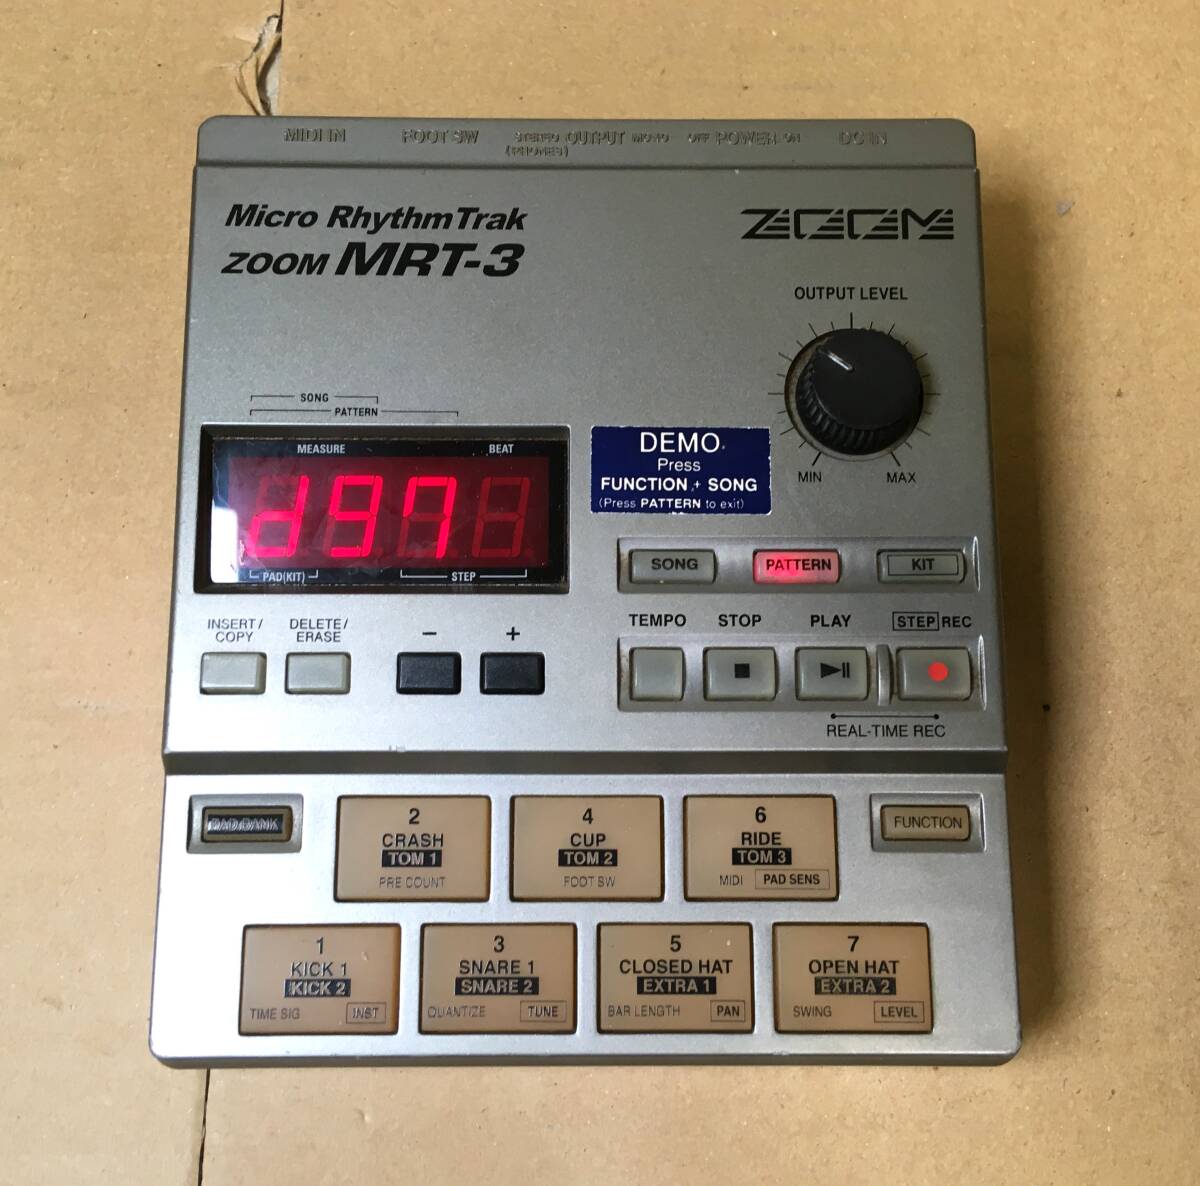 MIDI IN FOOT SW STEREO OUTPUT MONO OFF POWER ON DC IN
(PHONES)
Micro RhythmTrak
ZOOM MRT-3
ZOOM
OUTPUT LEVEL
MIN MAX
SONG
PATTERN
MEASURE BEAT
d97
PAD(KIT) STEP
DEMO
Press
FUNCTION + SONG
(Press PATTERN to exit)
SONG PATTERN KIT
INSERT/
COPY
DELETE/
ERASE
- +
TEMPO STOP PLAY STEP REC
REAL-TIME REC
PAD BANK
2
CRASH
TOM 1
PRE COUNT
4
CUP
TOM 2
FOOT SW
6
RIDE
TOM 3
MIDI PAD SENS
FUNCTION
1
KICK 1
KICK 2
TIME SIG INST
3
SNARE 1
SNARE 2
QUANTIZE TUNE
5
CLOSED HAT
EXTRA 1
BAR LENGTH PAN
7
OPEN HAT
EXTRA 2
SWING LEVEL